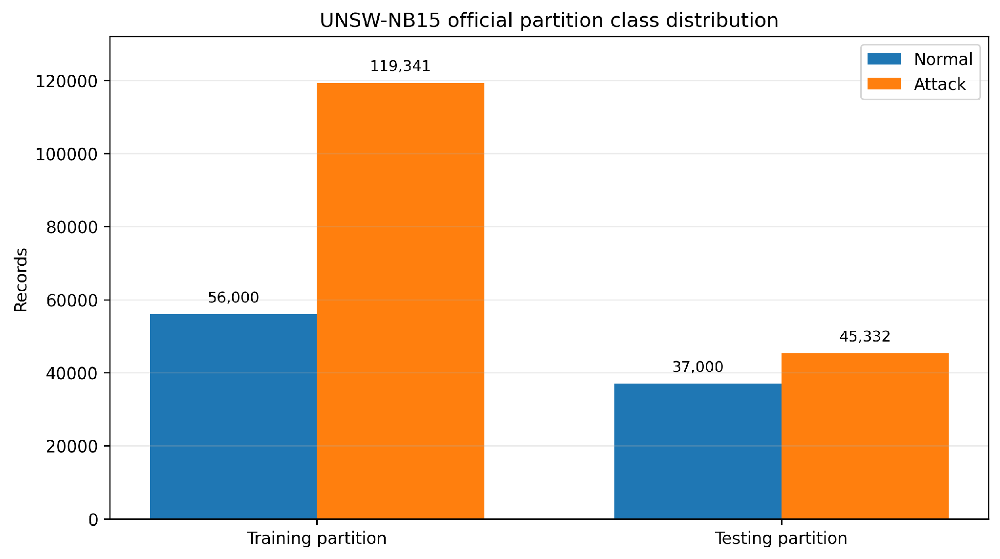 UNSW-NB15 official partition class distribution
Normal
Attack
Records
120000
100000
80000
60000
40000
20000
0
119,341
56,000
45,332
37,000
Training partition
Testing partition